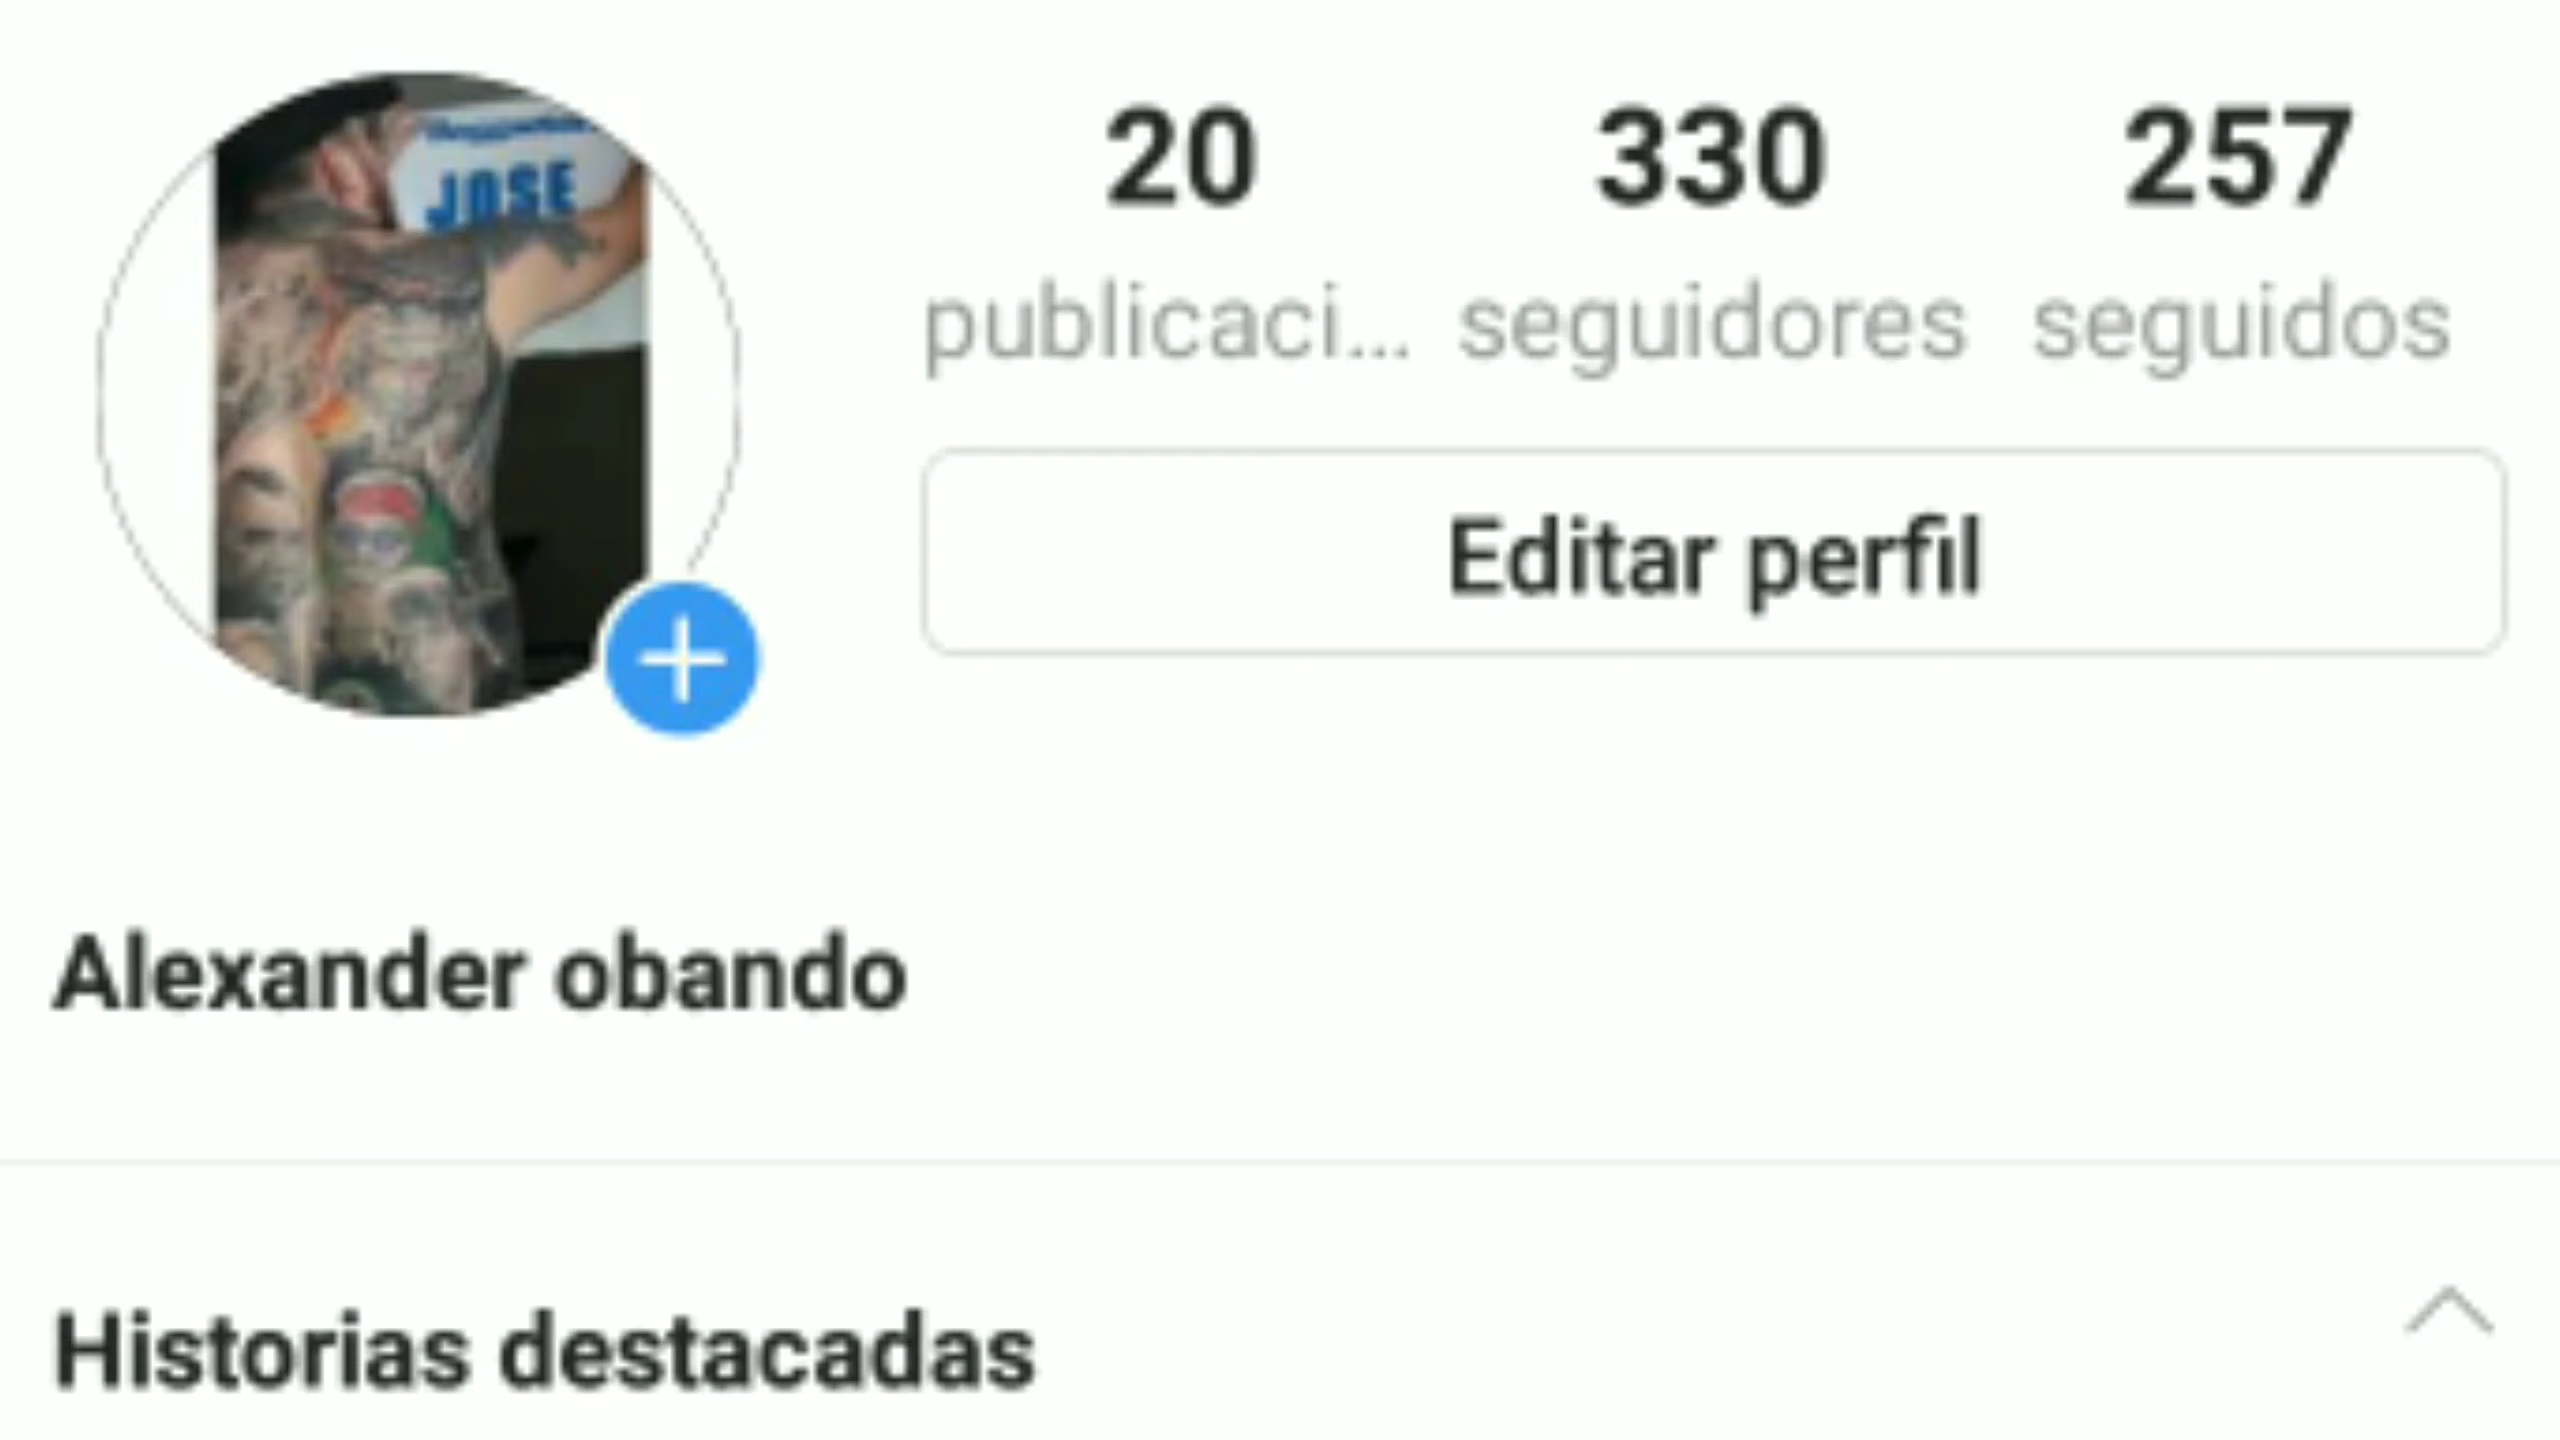 JOSE
20 330 257
publicaci... seguidores seguidos
Editar perfil
Alexander obando
Historias destacadas